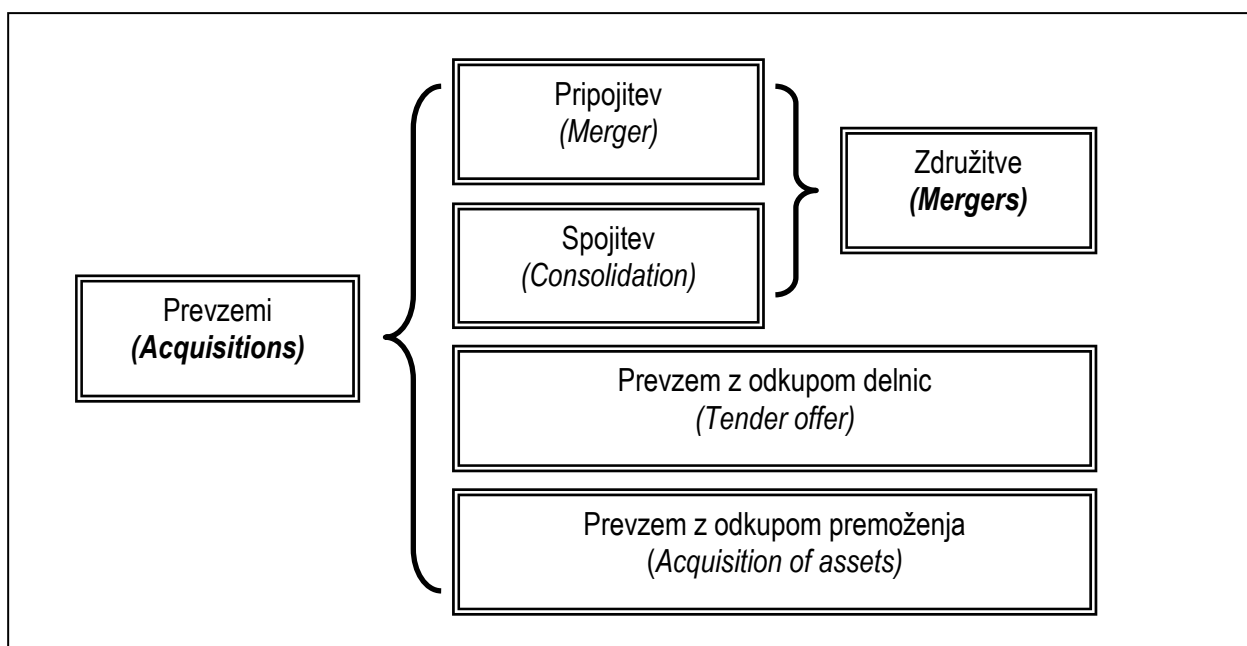 Pripojitev
(Merger)
Združitve
(Mergers)
Spojitev
(Consolidation)
Prevzemi
(Acquisitions)
Prevzem z odkupom delnic
(Tender offer)
Prevzem z odkupom premoženja
(Acquisition of assets)